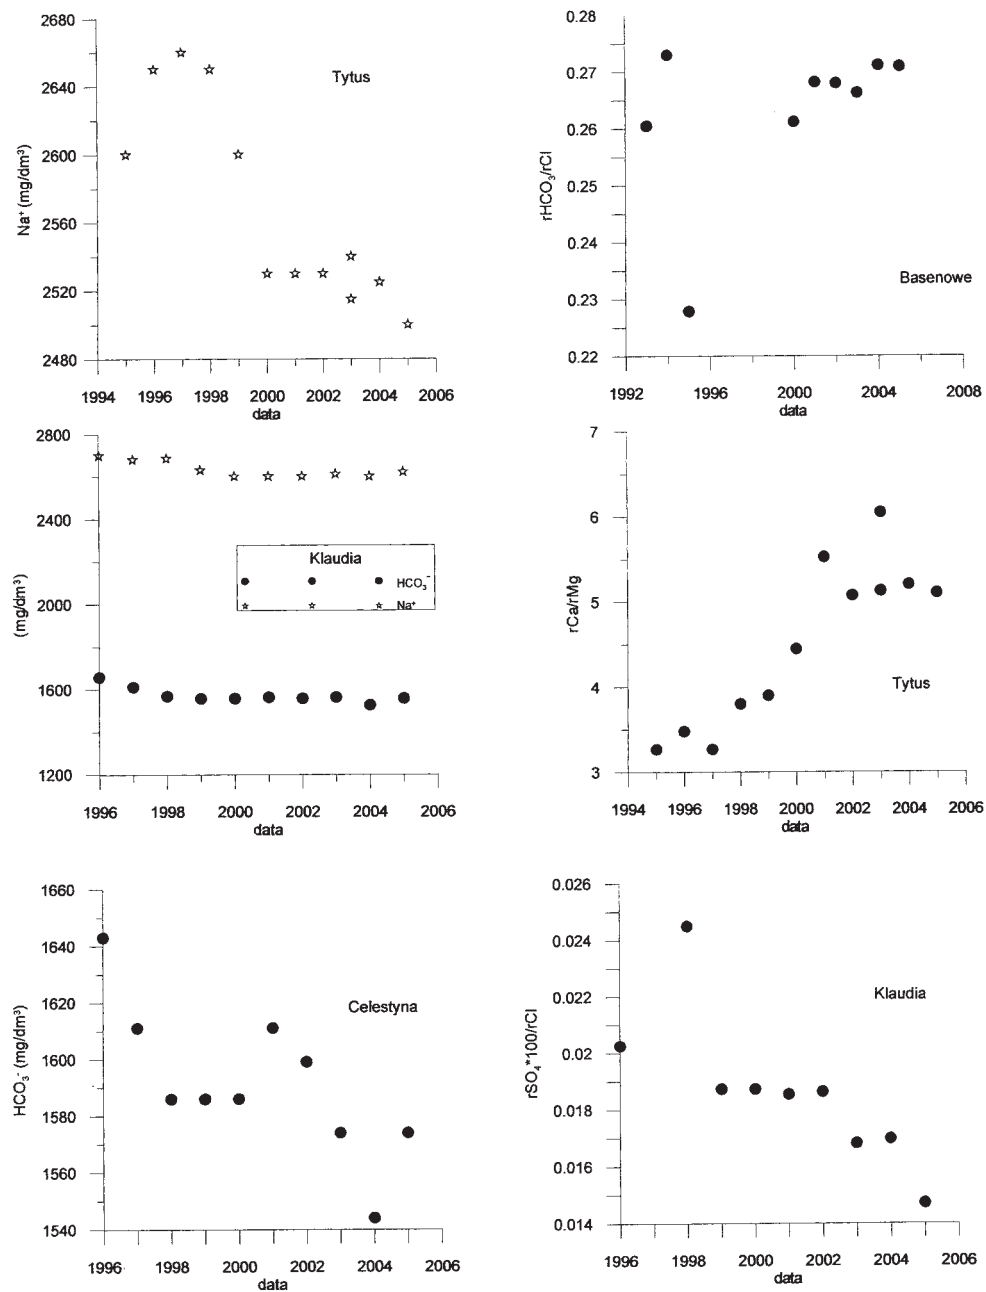 2680
2640
2600
2560
2520
2480
Na⁺ (mg/dm³)
Tytus
1994 1996 1998 2000 2002 2004 2006
data
0.28
0.27
0.26
0.25
0.24
0.23
0.22
rHCO₃/rCl
Basenowe
1992 1996 2000 2004 2008
data
2800
2400
2000
1600
1200
(mg/dm³)
Klaudia
HCO₃⁻
Na⁺
1996 1998 2000 2002 2004 2006
data
7
6
5
4
3
rCa/rMg
Tytus
1994 1996 1998 2000 2002 2004 2006
data
1660
1640
1620
1600
1580
1560
1540
HCO₃⁻ (mg/dm³)
Celestyna
1996 1998 2000 2002 2004 2006
data
0.026
0.024
0.022
0.02
0.018
0.016
0.014
rSO₄*100/rCl
Klaudia
1996 1998 2000 2002 2004 2006
data